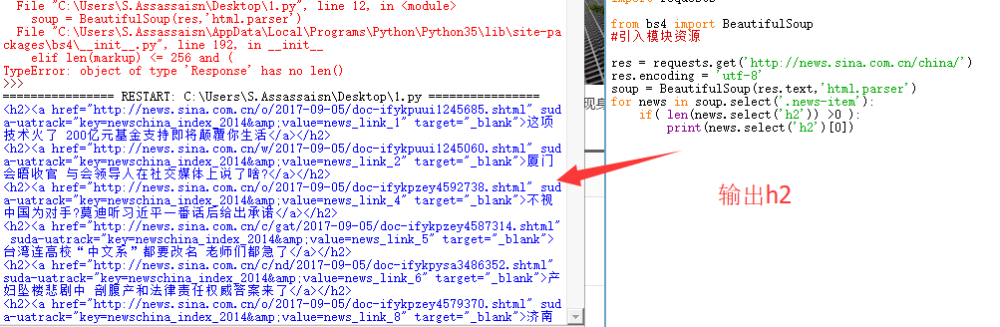 File "C:\Users\S.Assassaisn\Desktop\1.py", line 12, in <module>
soup = BeautifulSoup(res,'html.parser')
File "C:\Users\S.Assassaisn\AppData\Local\Programs\Python\Python35\lib\site-pac
kages\bs4\__init__.py", line 192, in __init__
elif len(markup) <= 256 and (
TypeError: object of type 'Response' has no len()
>>>
================ RESTART: C:\Users\S.Assassaisn\Desktop\1.py ================
<h2><a href="http://news.sina.com.cn/o/2017-09-05/doc-ifykpuui1245685.shtml" sud
a-uatrack="key=newschina_index_2014&amp;value=news_link_1" target="_blank">这项
技术火了 200亿元基金支持即将颠覆你生活</a></h2>
<h2><a href="http://news.sina.com.cn/w/2017-09-05/doc-ifykpuui1245060.shtml" sud
a-uatrack="key=newschina_index_2014&amp;value=news_link_2" target="_blank">厦门
会晤收官 与会领导人在社交媒体上说了啥?</a></h2>
<h2><a href="http://news.sina.com.cn/c/2017-09-05/doc-ifykpzey4592738.shtml" sud
a-uatrack="key=newschina_index_2014&amp;value=news_link_4" target="_blank">不视
中国为对手?莫迪听习近平一番话后给出承诺</a></h2>
<h2><a href="http://news.sina.com.cn/c/gat/2017-09-05/doc-ifykpzey4587314.shtml"
suda-uatrack="key=newschina_index_2014&amp;value=news_link_5" target="_blank">
台湾连高校“中文系”都要改名 老师们都急了</a></h2>
<h2><a href="http://news.sina.com.cn/c/nd/2017-09-05/doc-ifykpysa3486352.shtml"
suda-uatrack="key=newschina_index_2014&amp;value=news_link_6" target="_blank">产
妇坠楼悲剧中 剖腹产和法律责任权威答案来了</a></h2>
<h2><a href="http://news.sina.com.cn/o/2017-09-05/doc-ifykpzey4579370.shtml" sud
a-uatrack="key=newschina_index_2014&amp;value=news_link_8" target="_blank">济南
现身
import requests
from bs4 import BeautifulSoup
#引入模块资源
res = requests.get('http://news.sina.com.cn/china/')
res.encoding = 'utf-8'
soup = BeautifulSoup(res.text,'html.parser')
for news in soup.select('.news-item'):
if( len(news.select('h2')) >0 ):
print(news.select('h2')[0])
输出h2